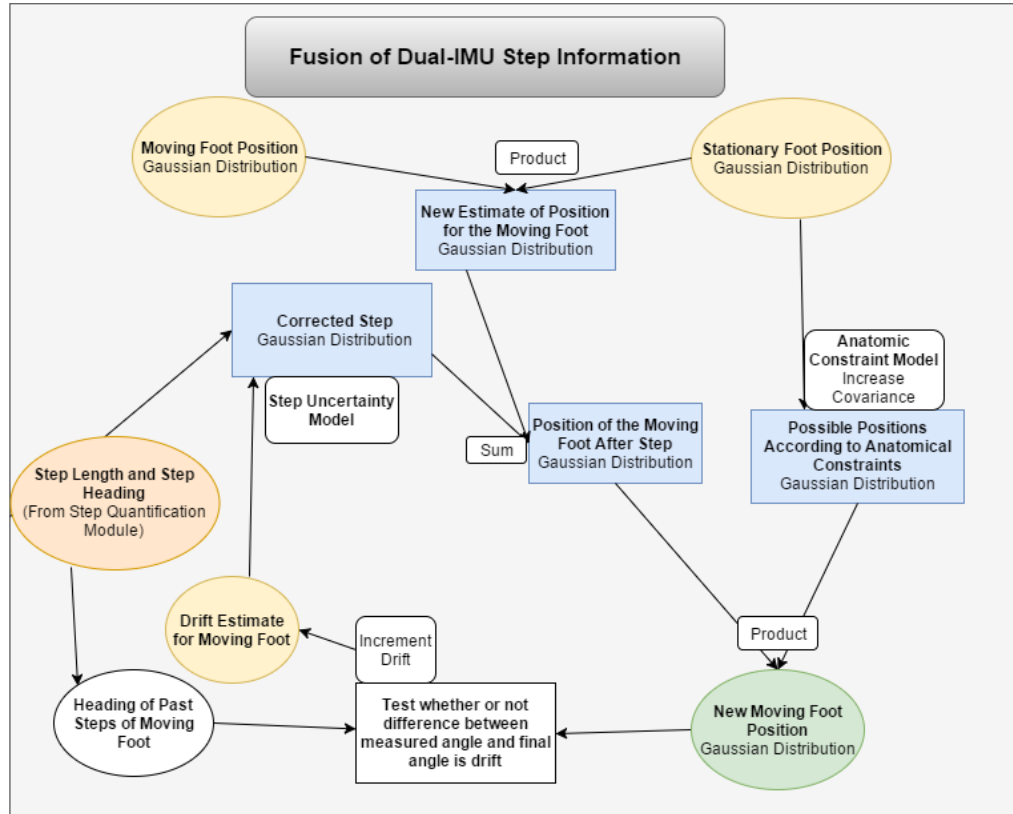 Fusion of Dual-IMU Step Information
Moving Foot Position
Gaussian Distribution
Product
Stationary Foot Position
Gaussian Distribution
New Estimate of Position
for the Moving Foot
Gaussian Distribution
Corrected Step
Gaussian Distribution
Anatomic
Constraint Model
Increase
Covariance
Step Uncertainty
Model
Sum
Position of the Moving
Foot After Step
Gaussian Distribution
Possible Positions
According to Anatomical
Constraints
Gaussian Distribution
Step Length and Step
Heading
(From Step Quantification
Module)
Drift Estimate
for Moving Foot
Increment
Drift
Product
Heading of Past
Steps of Moving
Foot
Test whether or not
difference between
measured angle and final
angle is drift
New Moving Foot
Position
Gaussian Distribution